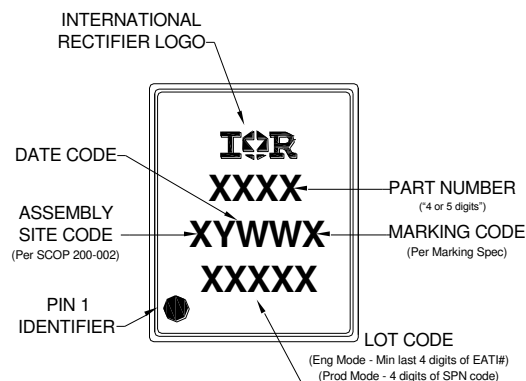 INTERNATIONAL
RECTIFIER LOGO
IOR
DATE CODE
XXXX
PART NUMBER
("4 or 5 digits")
ASSEMBLY
SITE CODE
(Per SCOP 200-002)
XYWWX
MARKING CODE
(Per Marking Spec)
XXXXX
PIN 1
IDENTIFIER
LOT CODE
(Eng Mode - Min last 4 digits of EATI#)
(Prod Mode - 4 digits of SPN code)